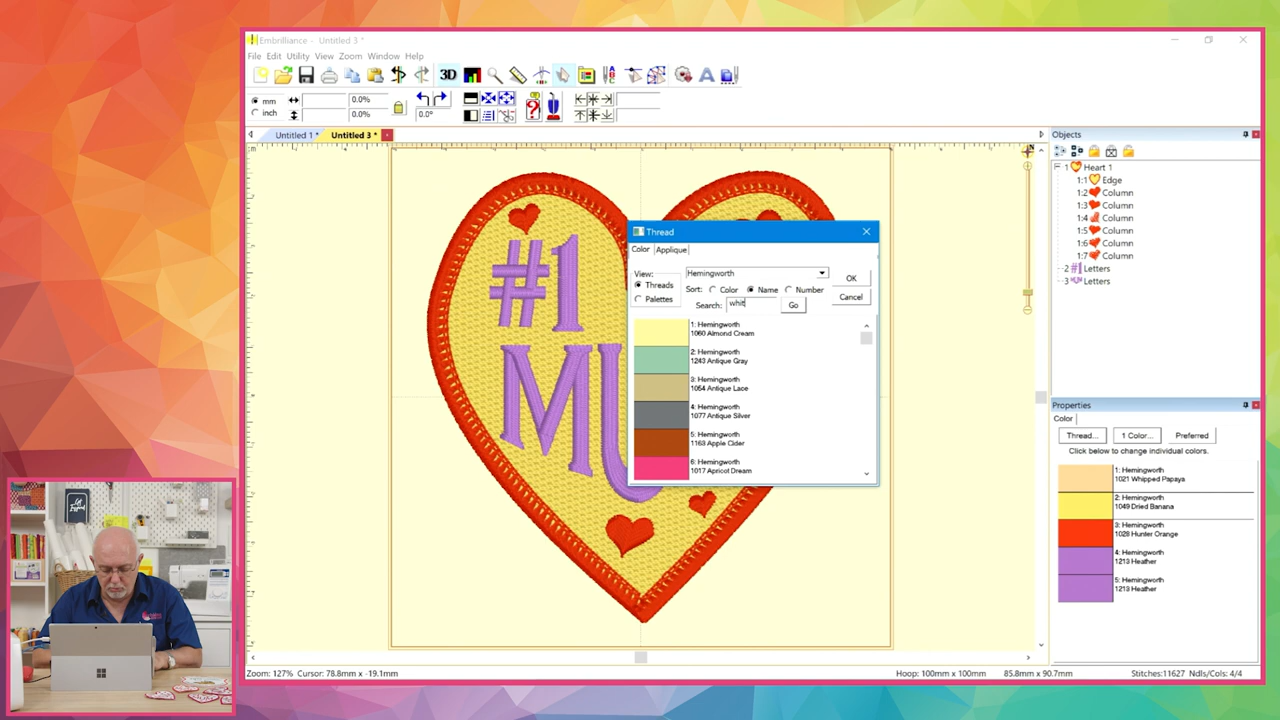 Embrilliance - Untitled 3 *
File Edit Utility View Zoom Window Help
3D
mm
inch
0.0%
0.0%
0.0°
Untitled 1 *
Untitled 3 *
#1
MU
Thread
Color Applique
View:
Threads
Palettes
Hemingworth
Sort: Color Name Number
Search: whit
Go
OK
Cancel
1: Hemingworth
1060 Almond Cream
2: Hemingworth
1243 Antique Gray
3: Hemingworth
1054 Antique Lace
4: Hemingworth
1077 Antique Silver
5: Hemingworth
1163 Apple Cider
6: Hemingworth
1017 Apricot Dream
Objects
1 Heart 1
1:1 Edge
1:2 Column
1:3 Column
1:4 Column
1:5 Column
1:6 Column
1:7 Column
2 Letters
3 Letters
Properties
Color
Thread... 1 Color... Preferred
Click below to change individual colors.
1: Hemingworth
1021 Whipped Papaya
2: Hemingworth
1049 Dried Banana
3: Hemingworth
1028 Hunter Orange
4: Hemingworth
1213 Heather
5: Hemingworth
1213 Heather
Zoom: 127% Cursor: 78.8mm x -19.1mm
Hoop: 100mm x 100mm
85.8mm x 90.7mm
Stitches:11627 Ndls/Cols: 4/4